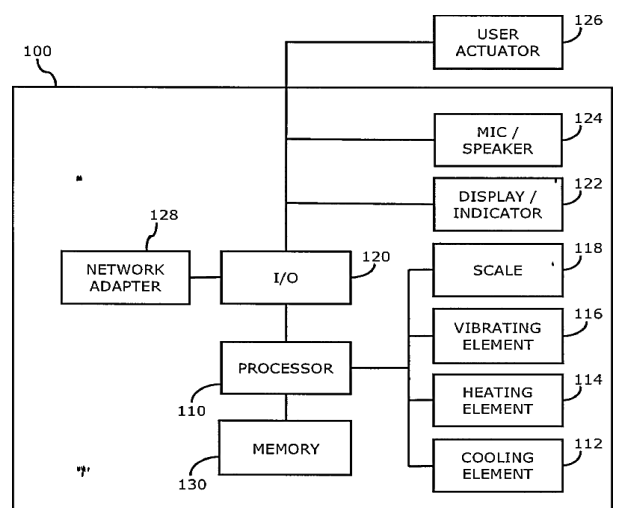 USER
ACTUATOR
126
100
MIC /
SPEAKER
124
DISPLAY /
INDICATOR
122
128
NETWORK
ADAPTER
I/O
120
SCALE
118
VIBRATING
ELEMENT
116
PROCESSOR
110
HEATING
ELEMENT
114
MEMORY
130
COOLING
ELEMENT
112